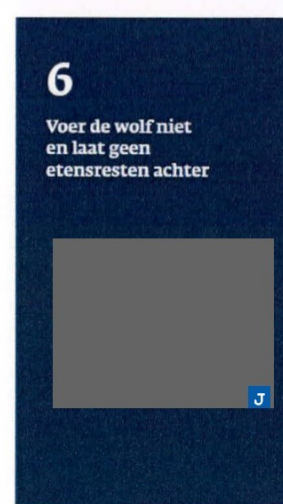 6
Voer de wolf niet
en laat geen
etensresten achter
J